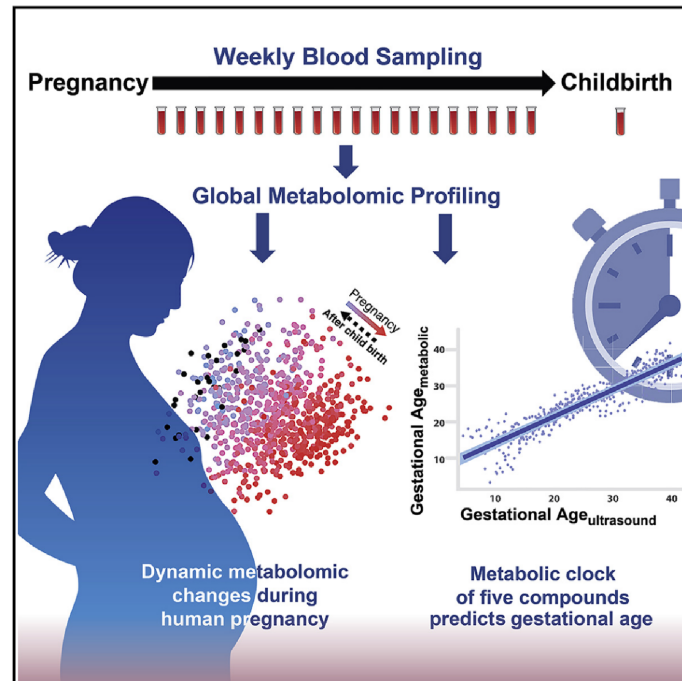 Weekly Blood Sampling
Pregnancy
Childbirth
Global Metabolomic Profiling
Pregnancy
After child birth
Gestational Age metabolic
40
30
20
10
10 20 30 40
Gestational Age ultrasound
Dynamic metabolomic
changes during
human pregnancy
Metabolic clock
of five compounds
predicts gestational age